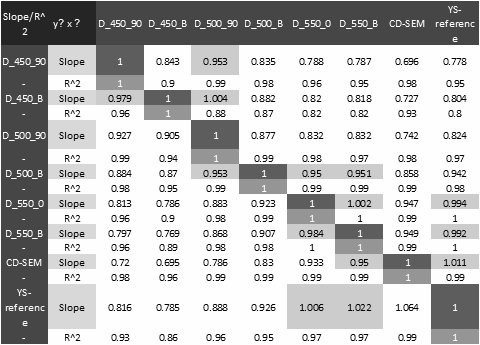 Slope/R^2 y? x ? D_450_90 D_450_B D_500_90 D_500_B D_550_0 D_550_B CD-SEM YS-reference
D_450_90 Slope 1 0.843 0.953 0.835 0.788 0.787 0.696 0.778
- R^2 1 0.9 0.99 0.98 0.96 0.95 0.98 0.95
D_450_B Slope 0.979 1 1.004 0.882 0.82 0.818 0.727 0.804
- R^2 0.96 1 0.88 0.87 0.82 0.82 0.93 0.8
D_500_90 Slope 0.927 0.905 1 0.877 0.832 0.832 0.742 0.824
- R^2 0.99 0.94 1 0.99 0.98 0.97 0.98 0.97
D_500_B Slope 0.884 0.87 0.953 1 0.95 0.951 0.858 0.942
- R^2 0.98 0.95 0.99 1 0.99 0.99 0.99 0.98
D_550_0 Slope 0.813 0.786 0.883 0.923 1 1.002 0.947 0.994
- R^2 0.96 0.9 0.98 0.99 1 1 0.99 1
D_550_B Slope 0.797 0.769 0.868 0.907 0.984 1 0.949 0.992
- R^2 0.96 0.89 0.98 0.98 1 1 0.99 1
CD-SEM Slope 0.72 0.695 0.786 0.83 0.933 0.95 1 1.011
- R^2 0.98 0.96 0.99 0.99 0.99 0.99 1 0.99
YS-reference Slope 0.816 0.785 0.888 0.926 1.006 1.022 1.064 1
- R^2 0.93 0.86 0.96 0.95 0.97 0.97 0.99 1